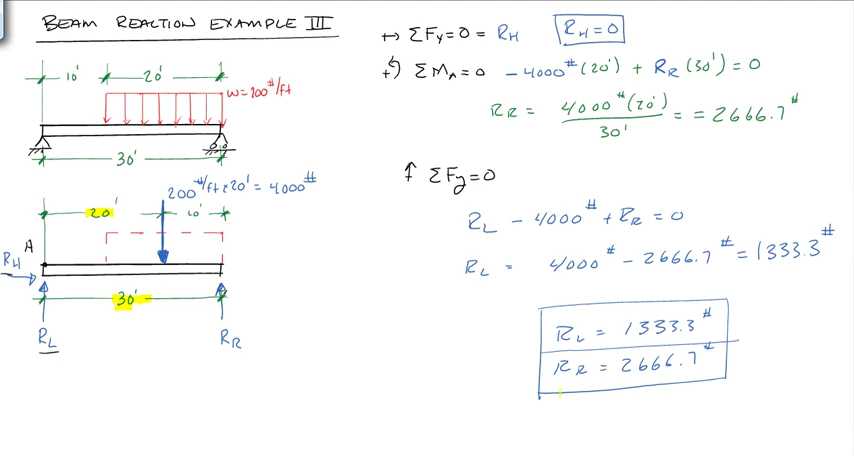 BEAM REACTION EXAMPLE III
10' 20'
W=200#/ft
30'
200#/ft x 20' = 4000#
20' 10'
A
RH
30'
RL RR
↔ ΣFy=0 = RH RH=0
+↶ ΣMA=0 -4000#(20') + RR(30')=0
RR = 4000#(20') / 30' = = 2666.7#
↑ ΣFy=0
RL - 4000# + RR = 0
RL = 4000# - 2666.7# = 1333.3#
RL = 1333.3#
RR = 2666.7#